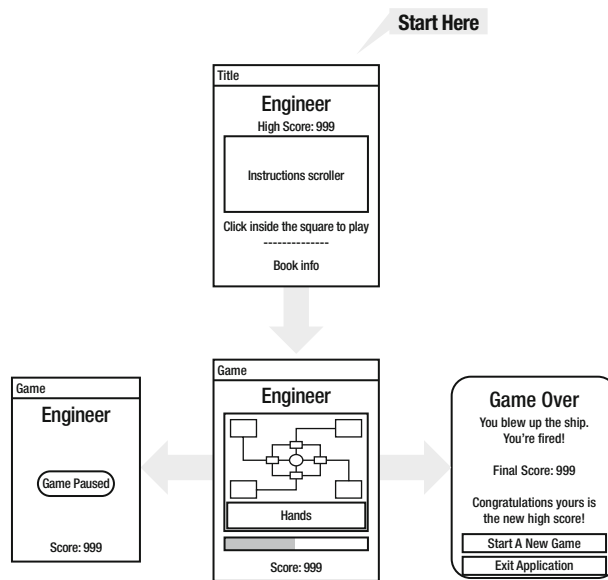 Start Here
Title
Engineer
High Score: 999
Instructions scroller
Click inside the square to play
--------------
Book info
Game
Engineer
Game Paused
Score: 999
Game
Engineer
Hands
Score: 999
Game Over
You blew up the ship.
You're fired!
Final Score: 999
Congratulations yours is
the new high score!
Start A New Game
Exit Application